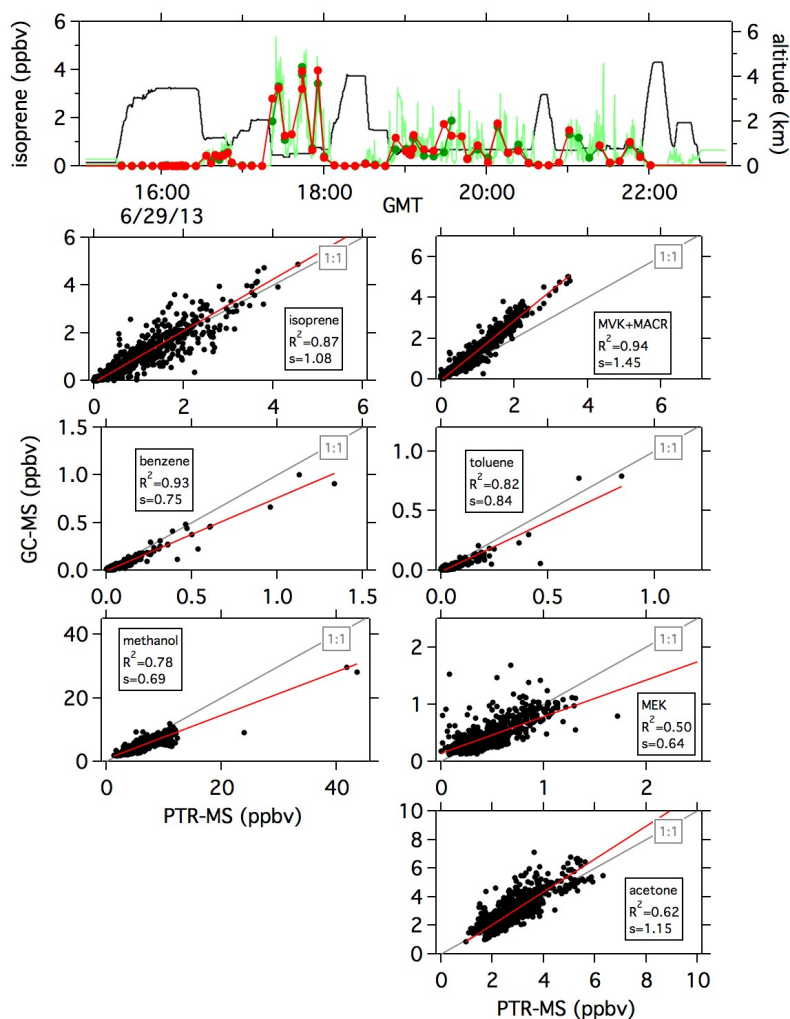 isoprene (ppbv)
6
4
2
0
6
4
2
0
altitude (km)
16:00
18:00
20:00
22:00
6/29/13
GMT
6
4
2
0
0
2
4
6
1:1
isoprene
R²=0.87
s=1.08
6
4
2
0
0
2
4
6
1:1
MVK+MACR
R²=0.94
s=1.45
GC-MS (ppbv)
1.5
1.0
0.5
0.0
0.0
0.5
1.0
1.5
1:1
benzene
R²=0.93
s=0.75
1.0
0.5
0.0
0.0
0.5
1.0
1:1
toluene
R²=0.82
s=0.84
40
20
0
0
20
40
1:1
methanol
R²=0.78
s=0.69
PTR-MS (ppbv)
2
1
0
0
1
2
1:1
MEK
R²=0.50
s=0.64
10
8
6
4
2
0
0
2
4
6
8
10
1:1
acetone
R²=0.62
s=1.15
PTR-MS (ppbv)